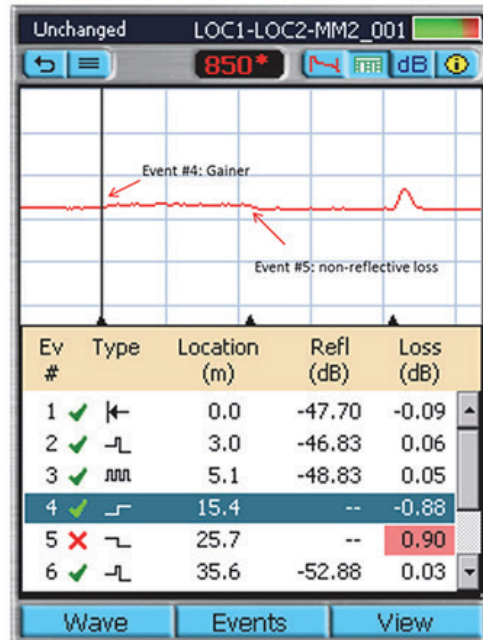 Unchanged LOC1-LOC2-MM2_001
850* dB
Event #4: Gainer
Event #5: non-reflective loss
Ev Type Location Refl Loss
# (m) (dB) (dB)
1 0.0 -47.70 -0.09
2 3.0 -46.83 0.06
3 5.1 -48.83 0.05
4 15.4 -- -0.88
5 25.7 -- 0.90
6 35.6 -52.88 0.03
Wave Events View